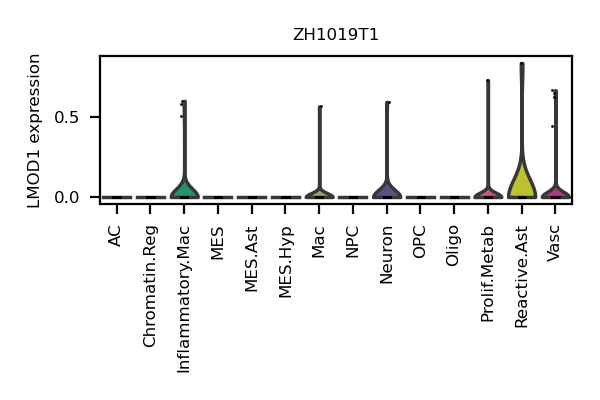 ZH1019T1
LMOD1 expression
0.5
0.0
AC
Chromatin.Reg
Inflammatory.Mac
MES
MES.Ast
MES.Hyp
Mac
NPC
Neuron
OPC
Oligo
Prolif.Metab
Reactive.Ast
Vasc